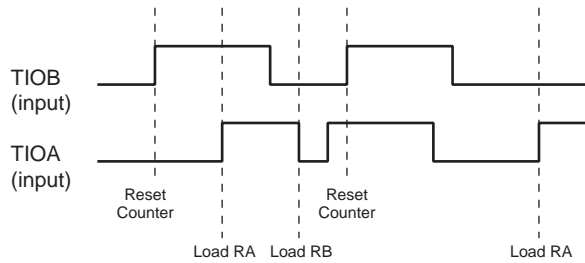 TIOB
(input)
TIOA
(input)
Reset
Counter
Reset
Counter
Load RA
Load RB
Load RA